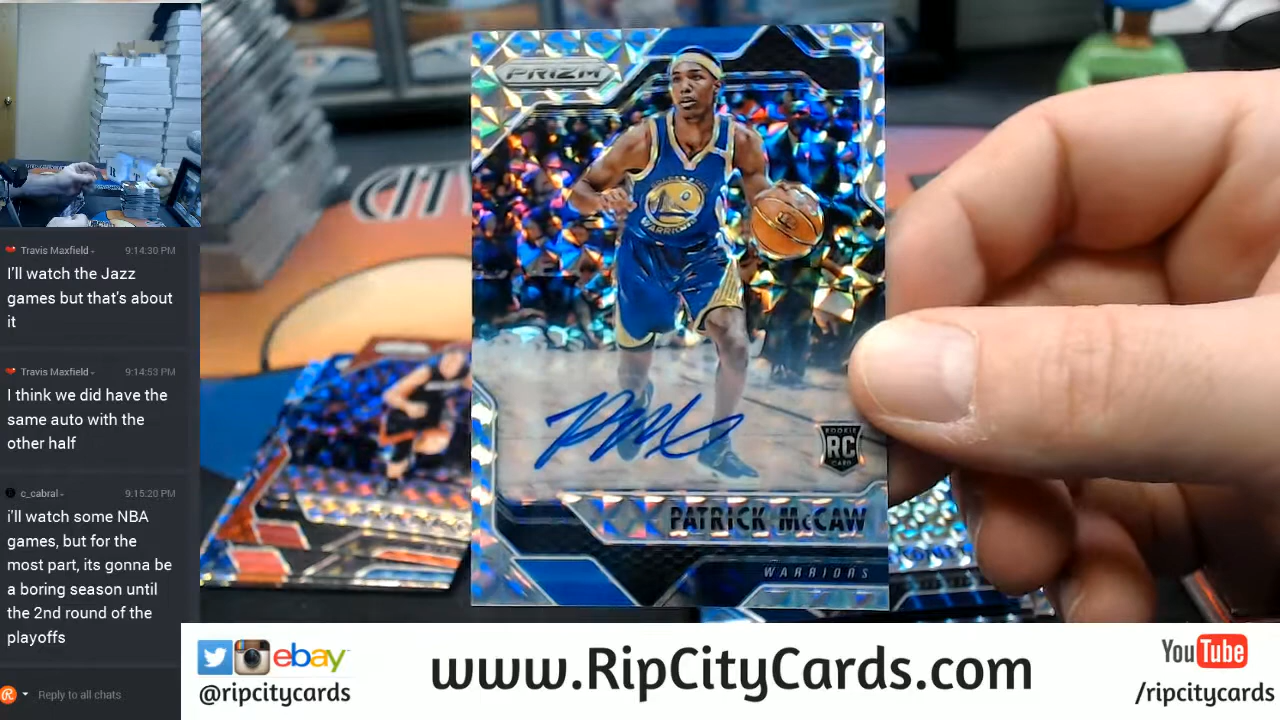 Travis Maxfield
9:14:30 PM
I'll watch the Jazz
games but that's about
it
Travis Maxfield
9:14:53 PM
I think we did have the
same auto with the
other half
c_cabral
9:15:20 PM
i'll watch some NBA
games, but for the
most part, its gonna be
a boring season until
the 2nd round of the
playoffs
Reply to all chats
CITY
PRIZM
0
WARRIORS
ROOKIE
RC
CARD
PATRICK McCAW
WARRIORS
ebay
@ripcitycards
www.RipCityCards.com
YouTube
/ripcitycards